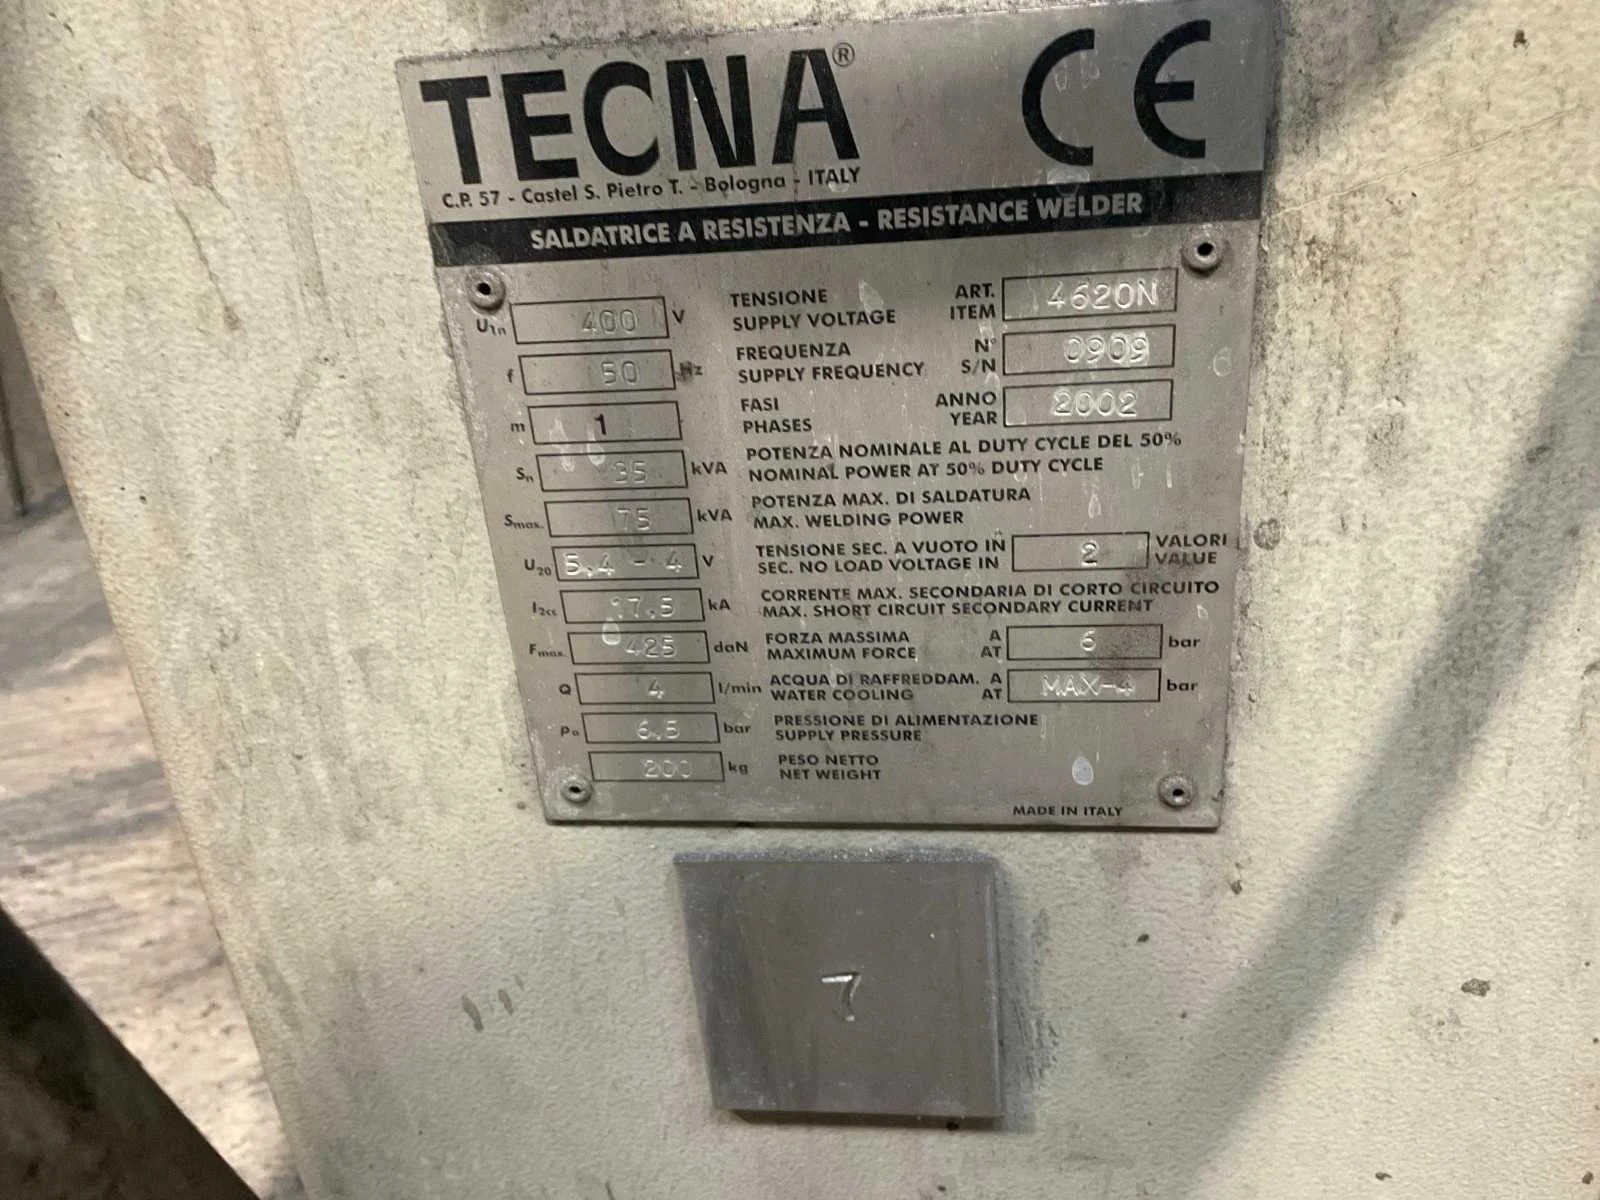 TECNA® CE
C.P. 57 - Castel S. Pietro T. - Bologna - ITALY
SALDATRICE A RESISTENZA - RESISTANCE WELDER
U1n 400 V TENSIONE SUPPLY VOLTAGE ART. ITEM 4620N
f 50 Hz FREQUENZA SUPPLY FREQUENCY N° S/N 0909
m 1 FASI PHASES ANNO YEAR 2002
Sn 35 kVA POTENZA NOMINALE AL DUTY CYCLE DEL 50% NOMINAL POWER AT 50% DUTY CYCLE
Smax. 75 kVA POTENZA MAX. DI SALDATURA MAX. WELDING POWER
U20 5.4 - 4 V TENSIONE SEC. A VUOTO IN SEC. NO LOAD VOLTAGE IN 2 VALORI VALUE
I2cc 17.5 kA CORRENTE MAX. SECONDARIA DI CORTO CIRCUITO MAX. SHORT CIRCUIT SECONDARY CURRENT
Fmax. 425 daN FORZA MASSIMA MAXIMUM FORCE A AT 6 bar
Q 4 l/min ACQUA DI RAFFREDDAM. WATER COOLING A AT MAX-4 bar
Po 6.5 bar PRESSIONE DI ALIMENTAZIONE SUPPLY PRESSURE
200 kg PESO NETTO NET WEIGHT
MADE IN ITALY
7